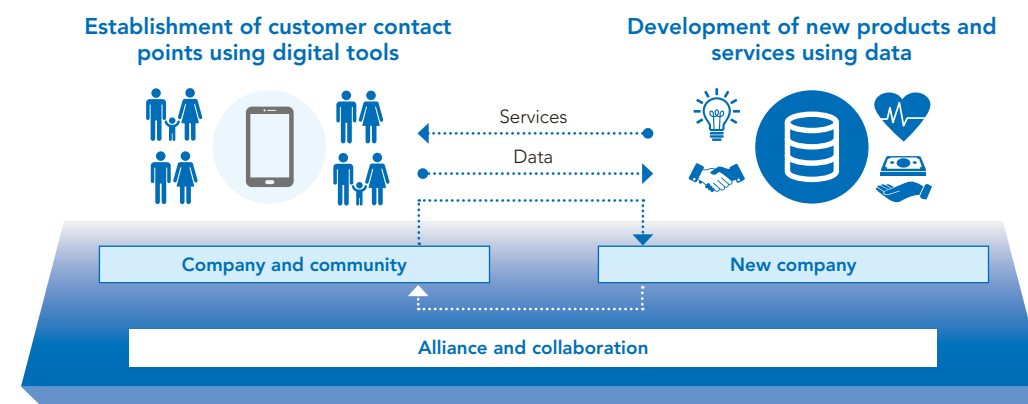 Establishment of customer contact
points using digital tools
Development of new products and
services using data
Services
Data
Company and community
New company
Alliance and collaboration